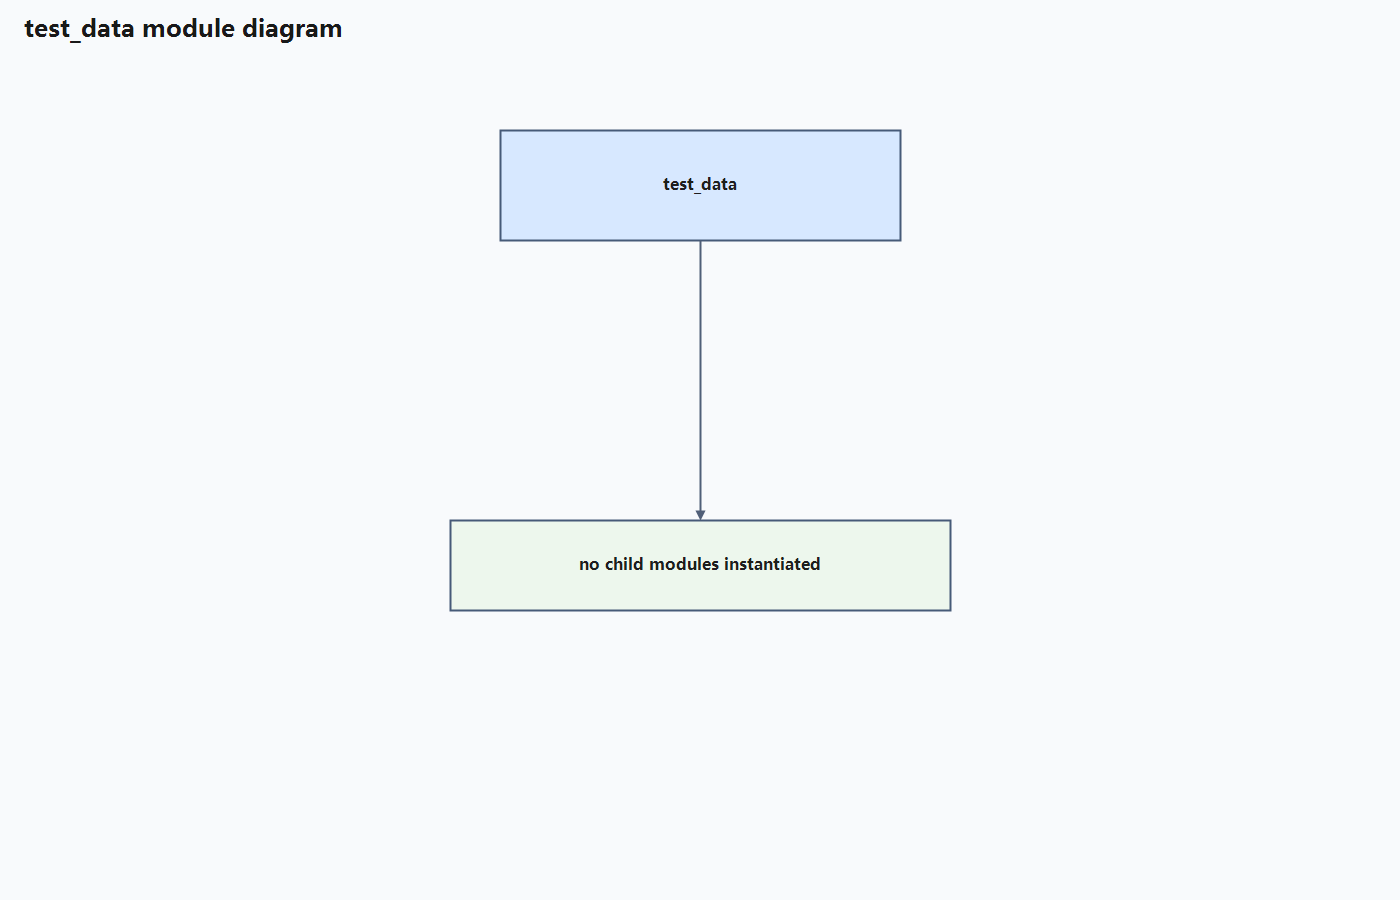 test_data module diagram
test_data
no child modules instantiated